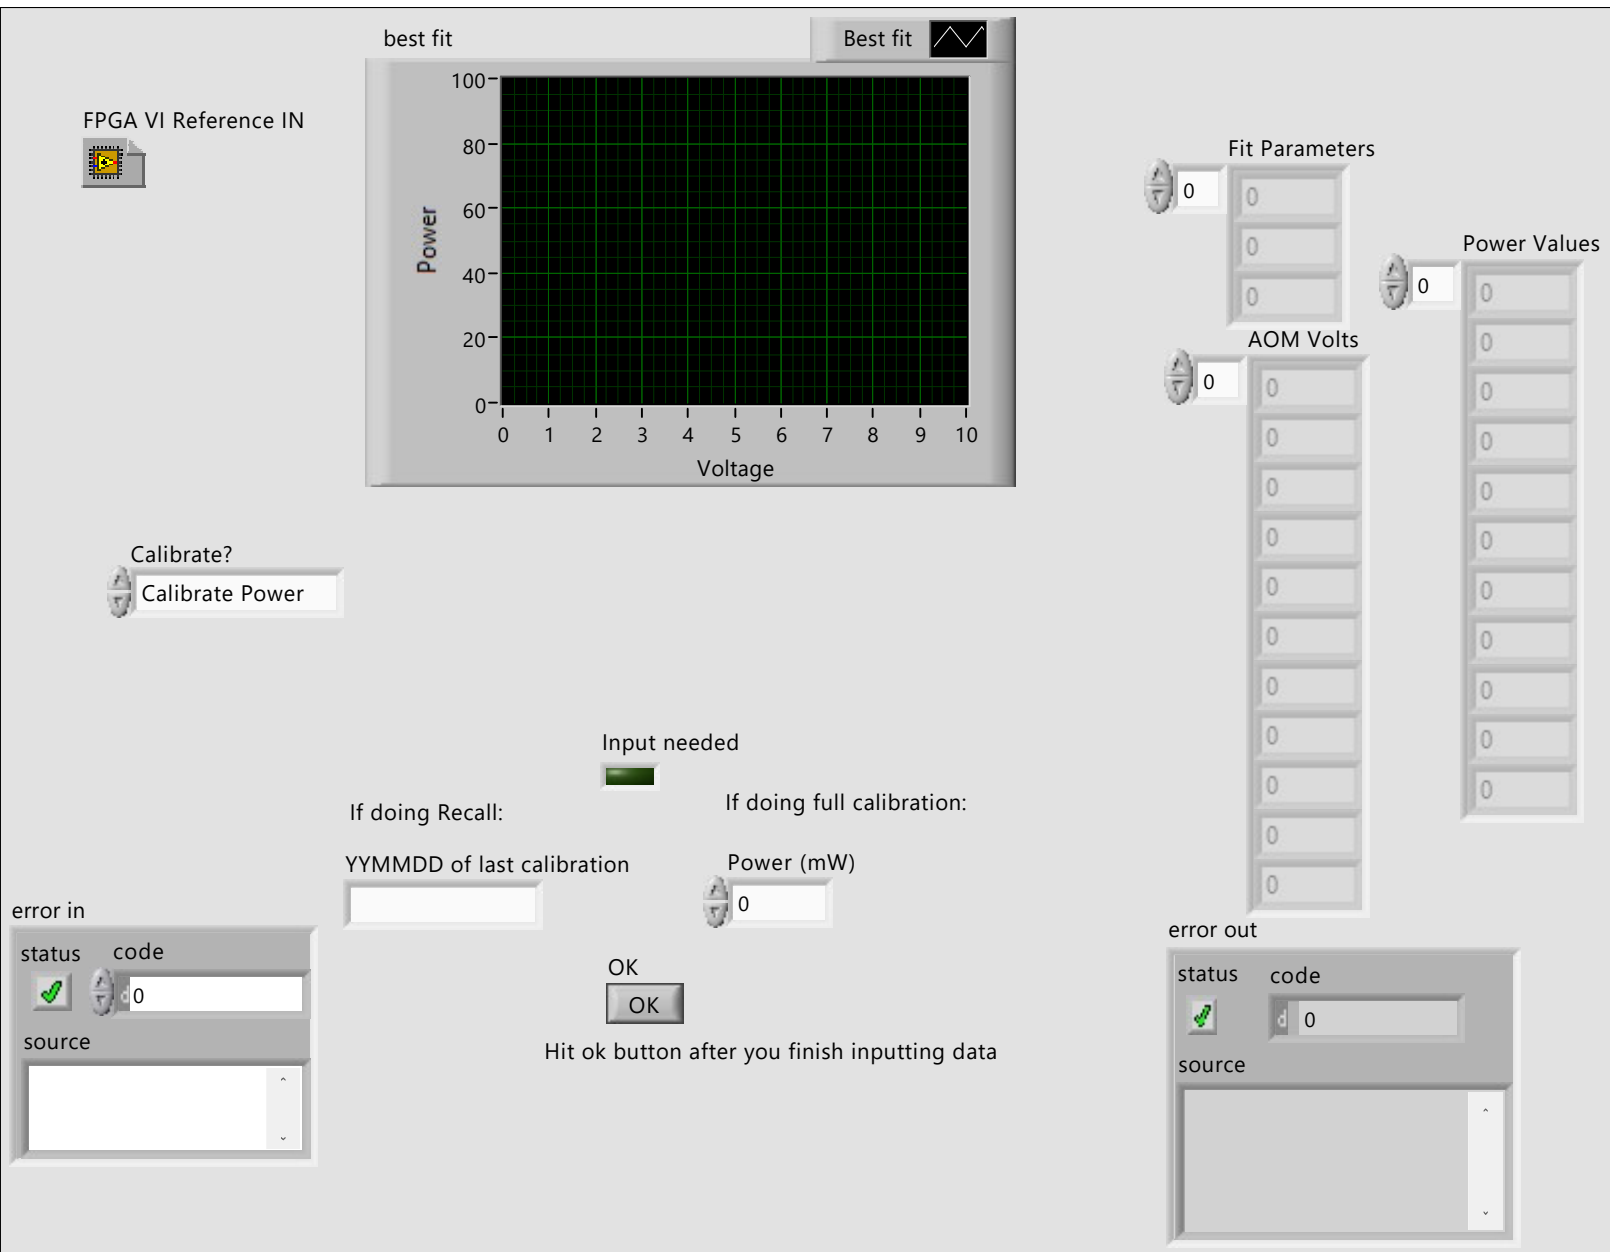 best fit
Best fit
100
80
60
40
20
0
Power
0 1 2 3 4 5 6 7 8 9 10
Voltage
FPGA VI Reference IN
Fit Parameters
0
0
0
0
Power Values
0
0
0
0
0
0
0
0
0
0
0
0
AOM Volts
0
0
0
0
0
0
0
0
0
0
0
0
Calibrate?
Calibrate Power
Input needed
If doing Recall:
If doing full calibration:
YYMMDD of last calibration
Power (mW)
0
OK
OK
Hit ok button after you finish inputting data
error in
status code
d 0
source
error out
status code
d 0
source